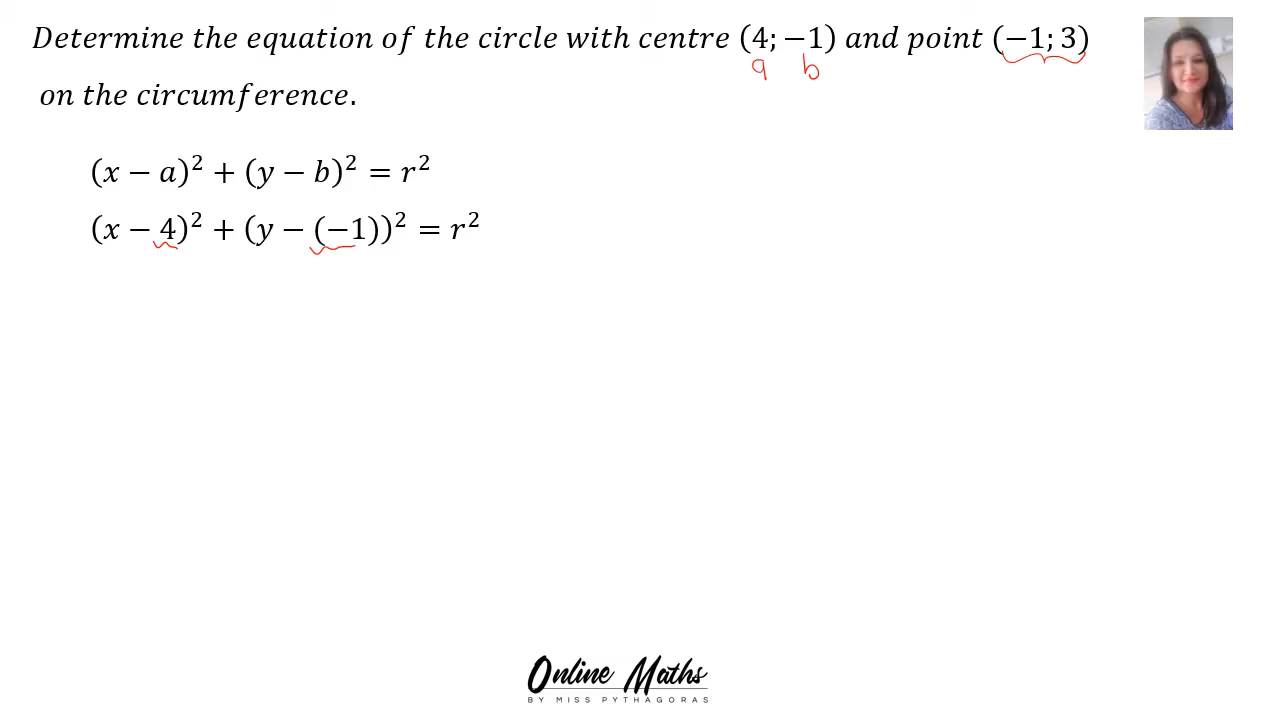 Determine the equation of the circle with centre (4; −1) and point (−1; 3)
a b
on the circumference.
(x − a)² + (y − b)² = r²
(x − 4)² + (y − (−1))² = r²
Online Maths
BY MISS PYTHAGORAS